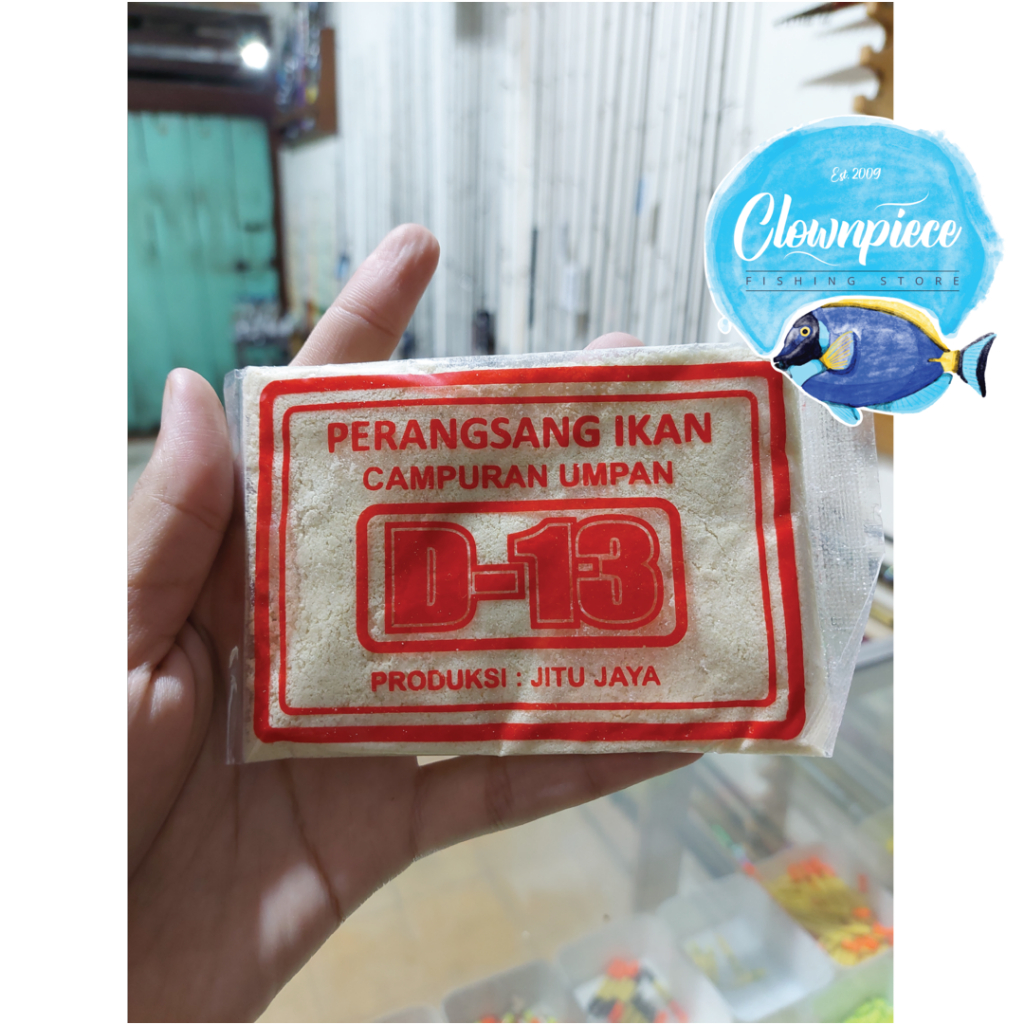 Est. 2009
Clownpiece
FISHING STORE
PERANGSANG IKAN
CAMPURAN UMPAN
D-13
PRODUKSI : JITU JAYA